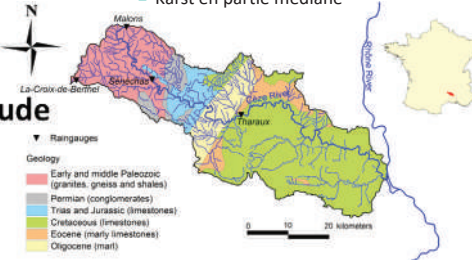 Karst en partie médiane
N
Malons
La-Croix-de-Berthel
Sénéchas
Cèze River
Tharaux
Rhône River
ude
Raingauges
Geology
Early and middle Paleozoic
(granites, gneiss and shales)
Permian (conglomerates)
Trias and Jurassic (limestones)
Cretaceous (limestones)
Eocene (marly limestones)
Oligocene (marl)
0 10 20 kilometers